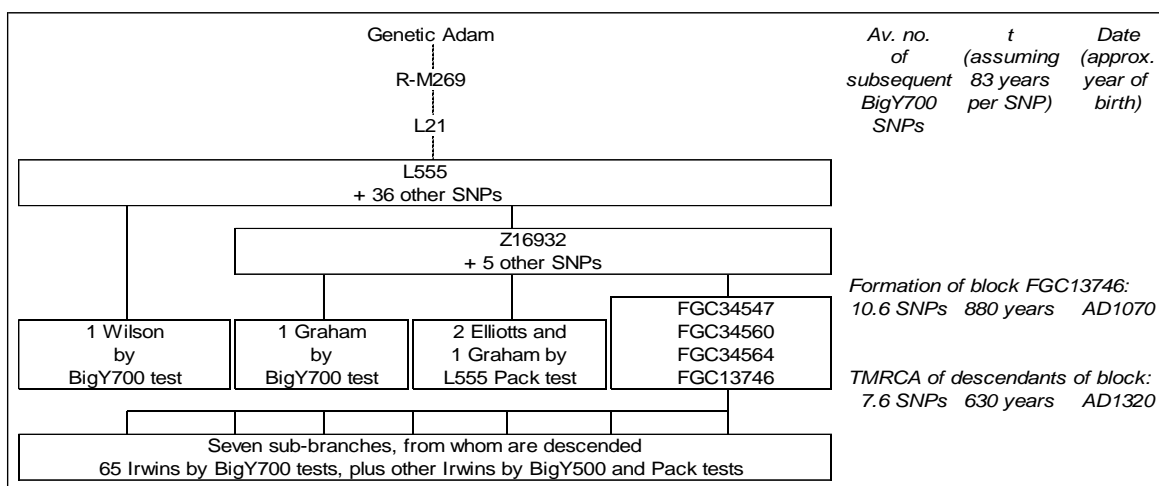 Genetic Adam
R-M269
L21
L555
+ 36 other SNPs
Z16932
+ 5 other SNPs
1 Wilson
by
BigY700 test
1 Graham
by
BigY700 test
2 Elliotts and
1 Graham by
L555 Pack test
FGC34547
FGC34560
FGC34564
FGC13746
Seven sub-branches, from whom are descended
65 Irwins by BigY700 tests, plus other Irwins by BigY500 and Pack tests
Av. no.
of
subsequent
BigY700
SNPs
t
(assuming
83 years
per SNP)
Date
(approx.
year of
birth)
Formation of block FGC13746:
10.6 SNPs 880 years AD1070
TMRCA of descendants of block:
7.6 SNPs 630 years AD1320